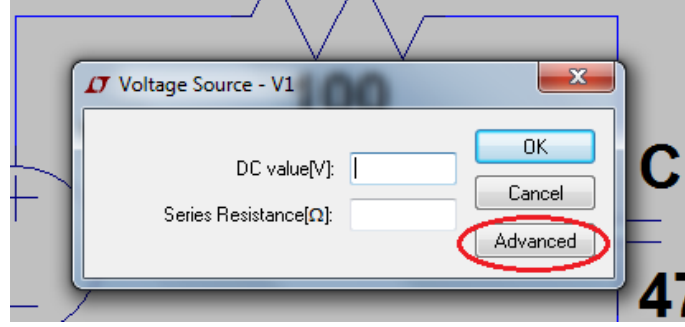 Voltage Source - V1
100
DC value[V]:
OK
Series Resistance[Ω]:
Cancel
Advanced
C
47